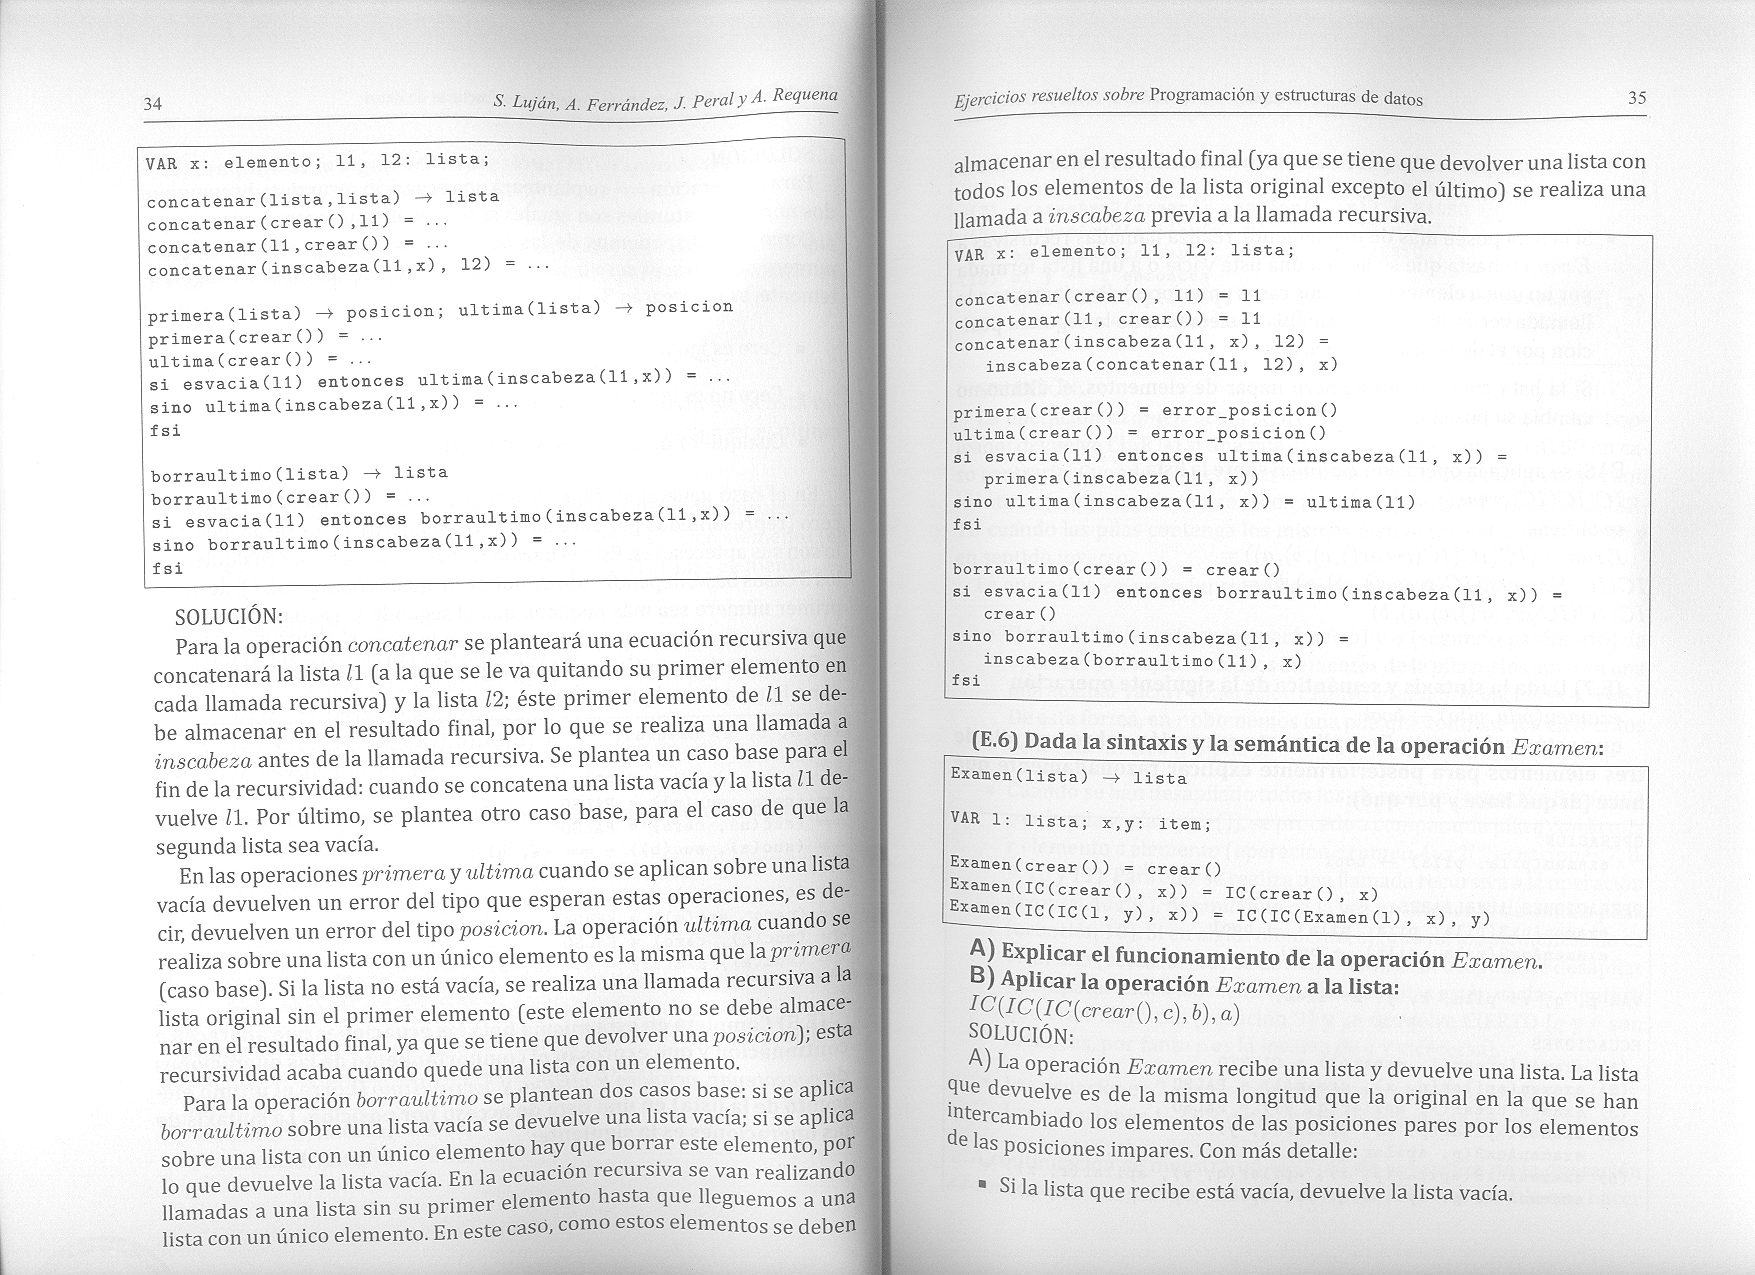 34
S. Luján, A. Ferrández, J. Peral y A. Requena
VAR x: elemento; l1, l2: lista;
concatenar(lista,lista) → lista
concatenar(crear(),l1) = ...
concatenar(l1,crear()) = ...
concatenar(inscabeza(l1,x), l2) = ...
primera(lista) → posicion; ultima(lista) → posicion
primera(crear()) = ...
ultima(crear()) = ...
si esvacia(l1) entonces ultima(inscabeza(l1,x)) = ...
sino ultima(inscabeza(l1,x)) = ...
fsi
borraultimo(lista) → lista
borraultimo(crear()) = ...
si esvacia(l1) entonces borraultimo(inscabeza(l1,x)) = ...
sino borraultimo(inscabeza(l1,x)) = ...
fsi
SOLUCIÓN:
Para la operación concatenar se planteará una ecuación recursiva que
concatenará la lista l1 (a la que se le va quitando su primer elemento en
cada llamada recursiva) y la lista l2; éste primer elemento de l1 se de-
be almacenar en el resultado final, por lo que se realiza una llamada a
inscabeza antes de la llamada recursiva. Se plantea un caso base para el
fin de la recursividad: cuando se concatena una lista vacía y la lista l1 de-
vuelve l1. Por último, se plantea otro caso base, para el caso de que la
segunda lista sea vacía.
En las operaciones primera y ultima cuando se aplican sobre una lista
vacía devuelven un error del tipo que esperan estas operaciones, es de-
cir, devuelven un error del tipo posicion. La operación ultima cuando se
realiza sobre una lista con un único elemento es la misma que la primera
(caso base). Si la lista no está vacía, se realiza una llamada recursiva a la
lista original sin el primer elemento (este elemento no se debe almace-
nar en el resultado final, ya que se tiene que devolver una posicion); esta
recursividad acaba cuando quede una lista con un elemento.
Para la operación borraultimo se plantean dos casos base: si se aplica
borraultimo sobre una lista vacía se devuelve una lista vacía; si se aplica
sobre una lista con un único elemento hay que borrar este elemento, por
lo que devuelve la lista vacía. En la ecuación recursiva se van realizando
llamadas a una lista sin su primer elemento hasta que lleguemos a una
lista con un único elemento. En este caso, como estos elementos se deben
Ejercicios resueltos sobre Programación y estructuras de datos
35
almacenar en el resultado final (ya que se tiene que devolver una lista con
todos los elementos de la lista original excepto el último) se realiza una
llamada a inscabeza previa a la llamada recursiva.
VAR x: elemento; l1, l2: lista;
concatenar(crear(), l1) = l1
concatenar(l1, crear()) = l1
concatenar(inscabeza(l1, x), l2) =
inscabeza(concatenar(l1, l2), x)
primera(crear()) = error_posicion()
ultima(crear()) = error_posicion()
si esvacia(l1) entonces ultima(inscabeza(l1, x)) =
primera(inscabeza(l1, x))
sino ultima(inscabeza(l1, x)) = ultima(l1)
fsi
borraultimo(crear()) = crear()
si esvacia(l1) entonces borraultimo(inscabeza(l1, x)) =
crear()
sino borraultimo(inscabeza(l1, x)) =
inscabeza(borraultimo(l1), x)
fsi
(E.6) Dada la sintaxis y la semántica de la operación Examen:
Examen(lista) → lista
VAR l: lista; x,y: item;
Examen(crear()) = crear()
Examen(IC(crear(), x)) = IC(crear(), x)
Examen(IC(IC(l, y), x)) = IC(IC(Examen(l), x), y)
A) Explicar el funcionamiento de la operación Examen.
B) Aplicar la operación Examen a la lista:
IC(IC(IC(crear(), c), b), a)
SOLUCIÓN:
A) La operación Examen recibe una lista y devuelve una lista. La lista
que devuelve es de la misma longitud que la original en la que se han
intercambiado los elementos de las posiciones pares por los elementos
de las posiciones impares. Con más detalle:
▪ Si la lista que recibe está vacía, devuelve la lista vacía.